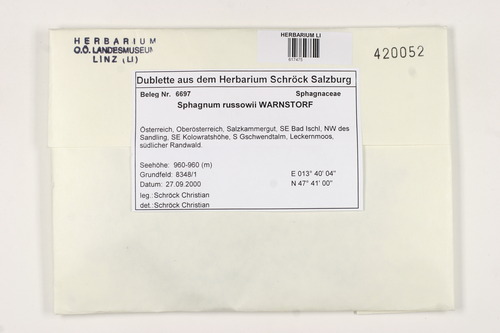 HERBARIUM
O.Ö. LANDESMUSEUM
LINZ (LI)
HERBARIUM LI
420052
Dublette aus dem Herbarium Schröck Salzburg
Beleg Nr. 6697 Sphagnaceae
Sphagnum russowii WARNSTORF
Österreich, Oberösterreich, Salzkammergut, SE Bad Ischl, NW des
Sandling, SE Kolowratshöhe, S Gschwendtalm, Leckernmoos,
südlicher Randwald.
Seehöhe: 960-960 (m)
Grundfeld: 8348/1 E 013° 40' 04"
Datum: 27.09.2000 N 47° 41' 00"
leg.:Schröck Christian
det.:Schröck Christian